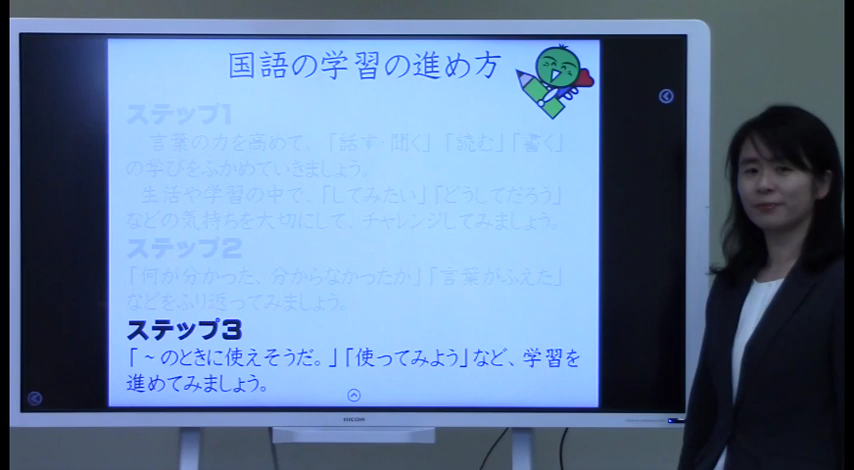 国語の学習の進め方
ステップ1
言葉の力を高めて、「話す・聞く」「読む」「書く」
の学びをふかめていきましょう。
生活や学習の中で、「してみたい」「どうしてだろう」
などの気持ちを大切にして、チャレンジしてみましょう。
ステップ2
「何が分かった、分からなかったか」「言葉がふえた」
などをふり返ってみましょう。
ステップ3
「～のときに使えそうだ。」「使ってみよう」など、学習を
進めてみましょう。
RICOH